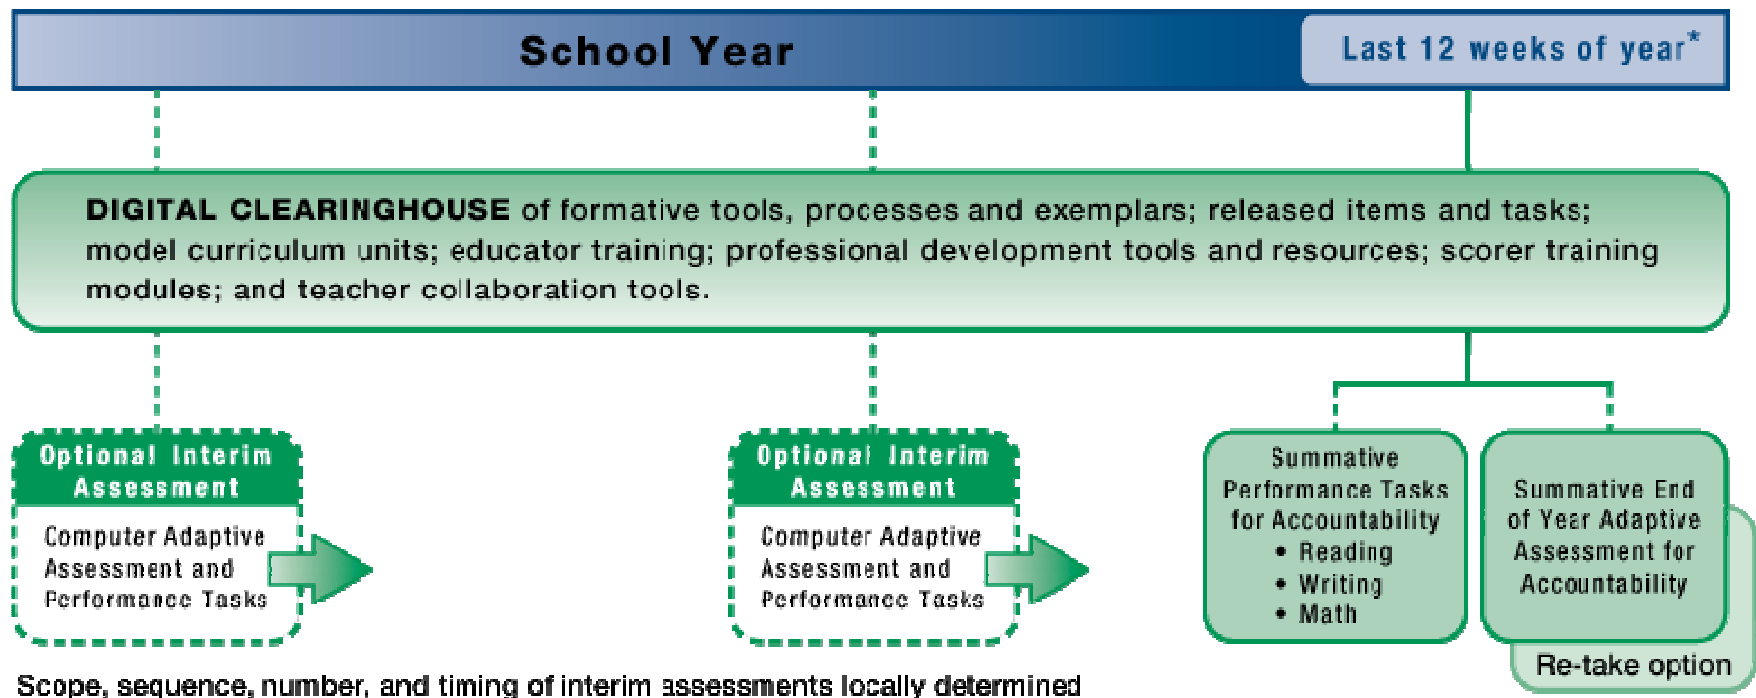 School Year
Last 12 weeks of year*
DIGITAL CLEARINGHOUSE of formative tools, processes and exemplars; released items and tasks;
model curriculum units; educator training; professional development tools and resources; scorer training
modules; and teacher collaboration tools.
Optional Interim
Assessment
Computer Adaptive
Assessment and
Performance Tasks
Optional Interim
Assessment
Computer Adaptive
Assessment and
Performance Tasks
Summative
Performance Tasks
for Accountability
• Reading
• Writing
• Math
Summative End
of Year Adaptive
Assessment for
Accountability
Re-take option
Scope, sequence, number, and timing of interim assessments locally determined